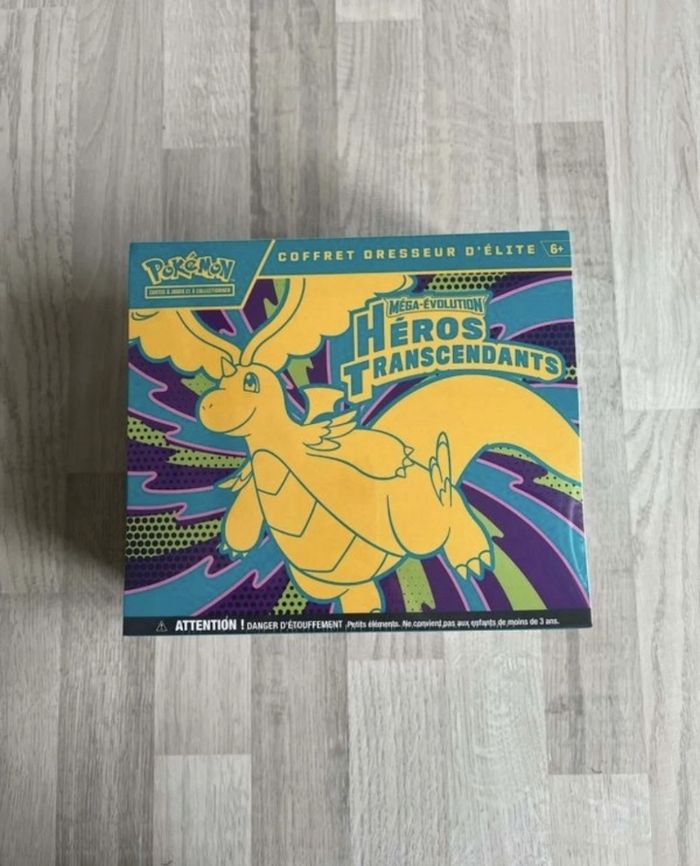 POKéMON
CARTES À JOUER ET À COLLECTIONNER
COFFRET DRESSEUR D'ÉLITE
6+
MÉGA-ÉVOLUTION
HÉROS
TRANSCENDANTS
ATTENTION ! DANGER D'ÉTOUFFEMENT Petits éléments. Ne convient pas aux enfants de moins de 3 ans.